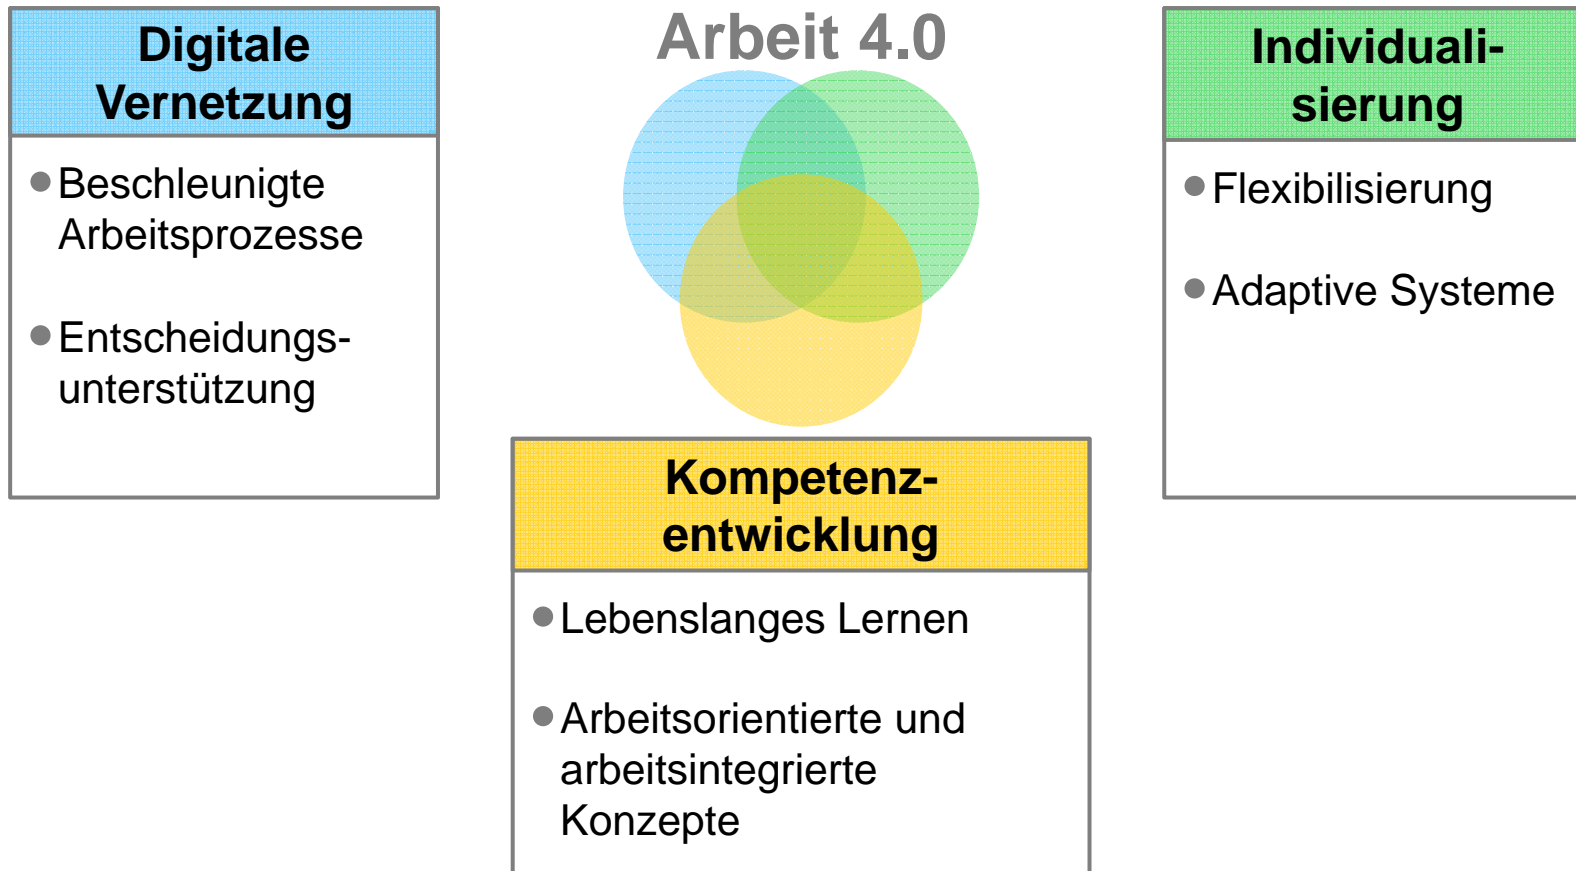 Arbeit 4.0
Digitale
Vernetzung
Beschleunigte
Arbeitsprozesse
Entscheidungs-
unterstützung
Individuali-
sierung
Flexibilisierung
Adaptive Systeme
Kompetenz-
entwicklung
Lebenslanges Lernen
Arbeitsorientierte und
arbeitsintegrierte
Konzepte